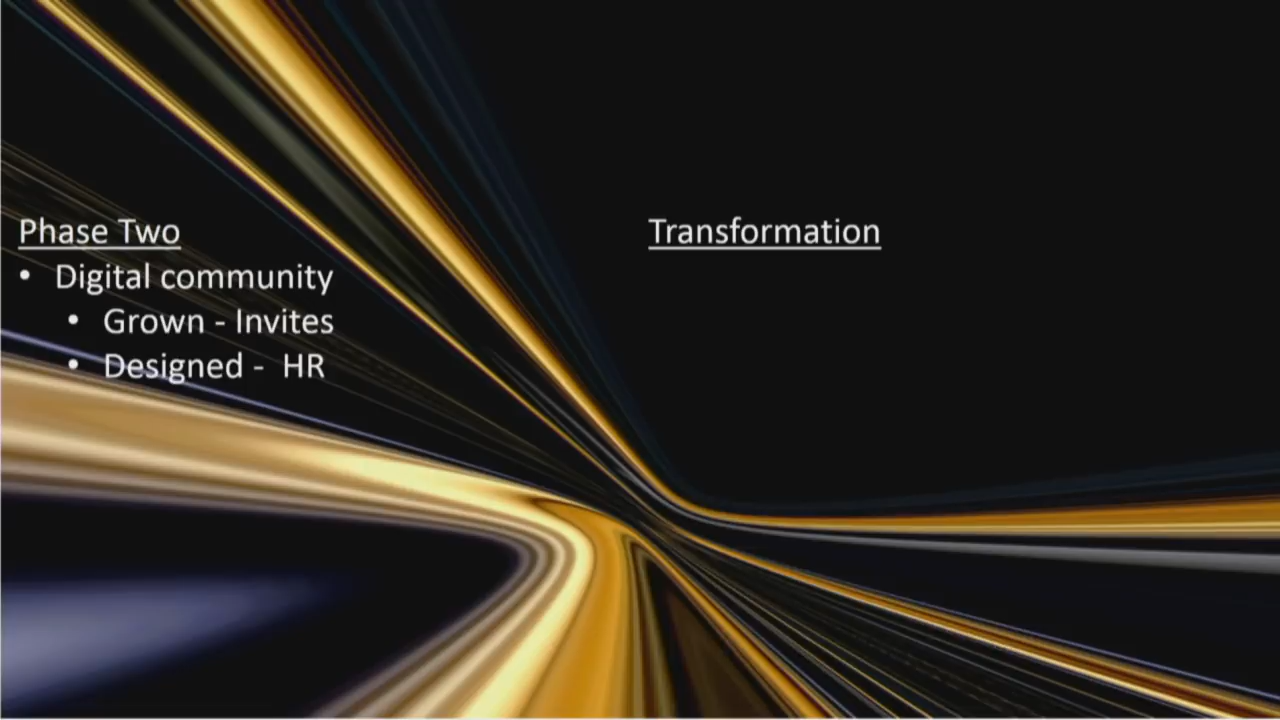 Phase Two
• Digital community
• Grown - Invites
• Designed -  HR
Transformation